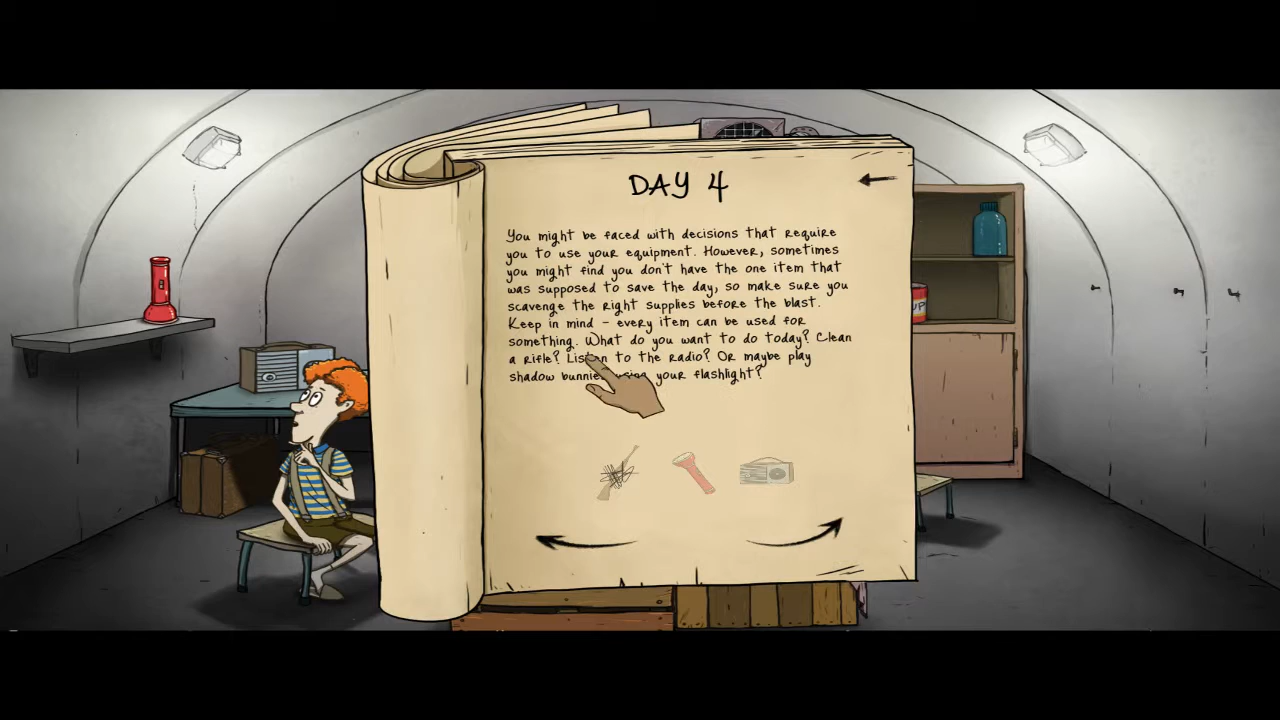 DAY 4
You might be faced with decisions that require
you to use your equipment. However, sometimes
you might find you don't have the one item that
was supposed to save the day, so make sure you
scavenge the right supplies before the blast.
Keep in mind - every item can be used for
something. What do you want to do today? Clean
a rifle? Listen to the radio? Or maybe play
shadow bunnies using your flashlight?